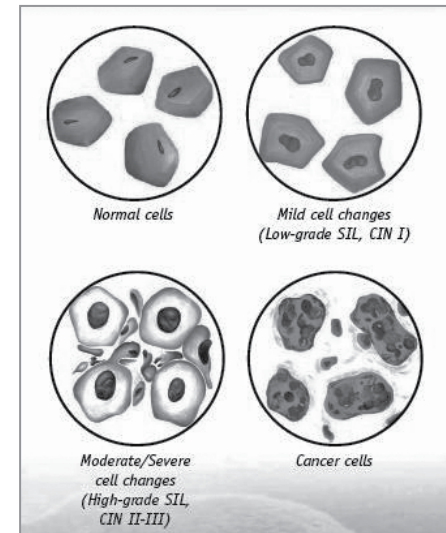 Normal cells
Mild cell changes
(Low-grade SIL, CIN I)
Moderate/Severe
cell changes
(High-grade SIL,
CIN II-III)
Cancer cells